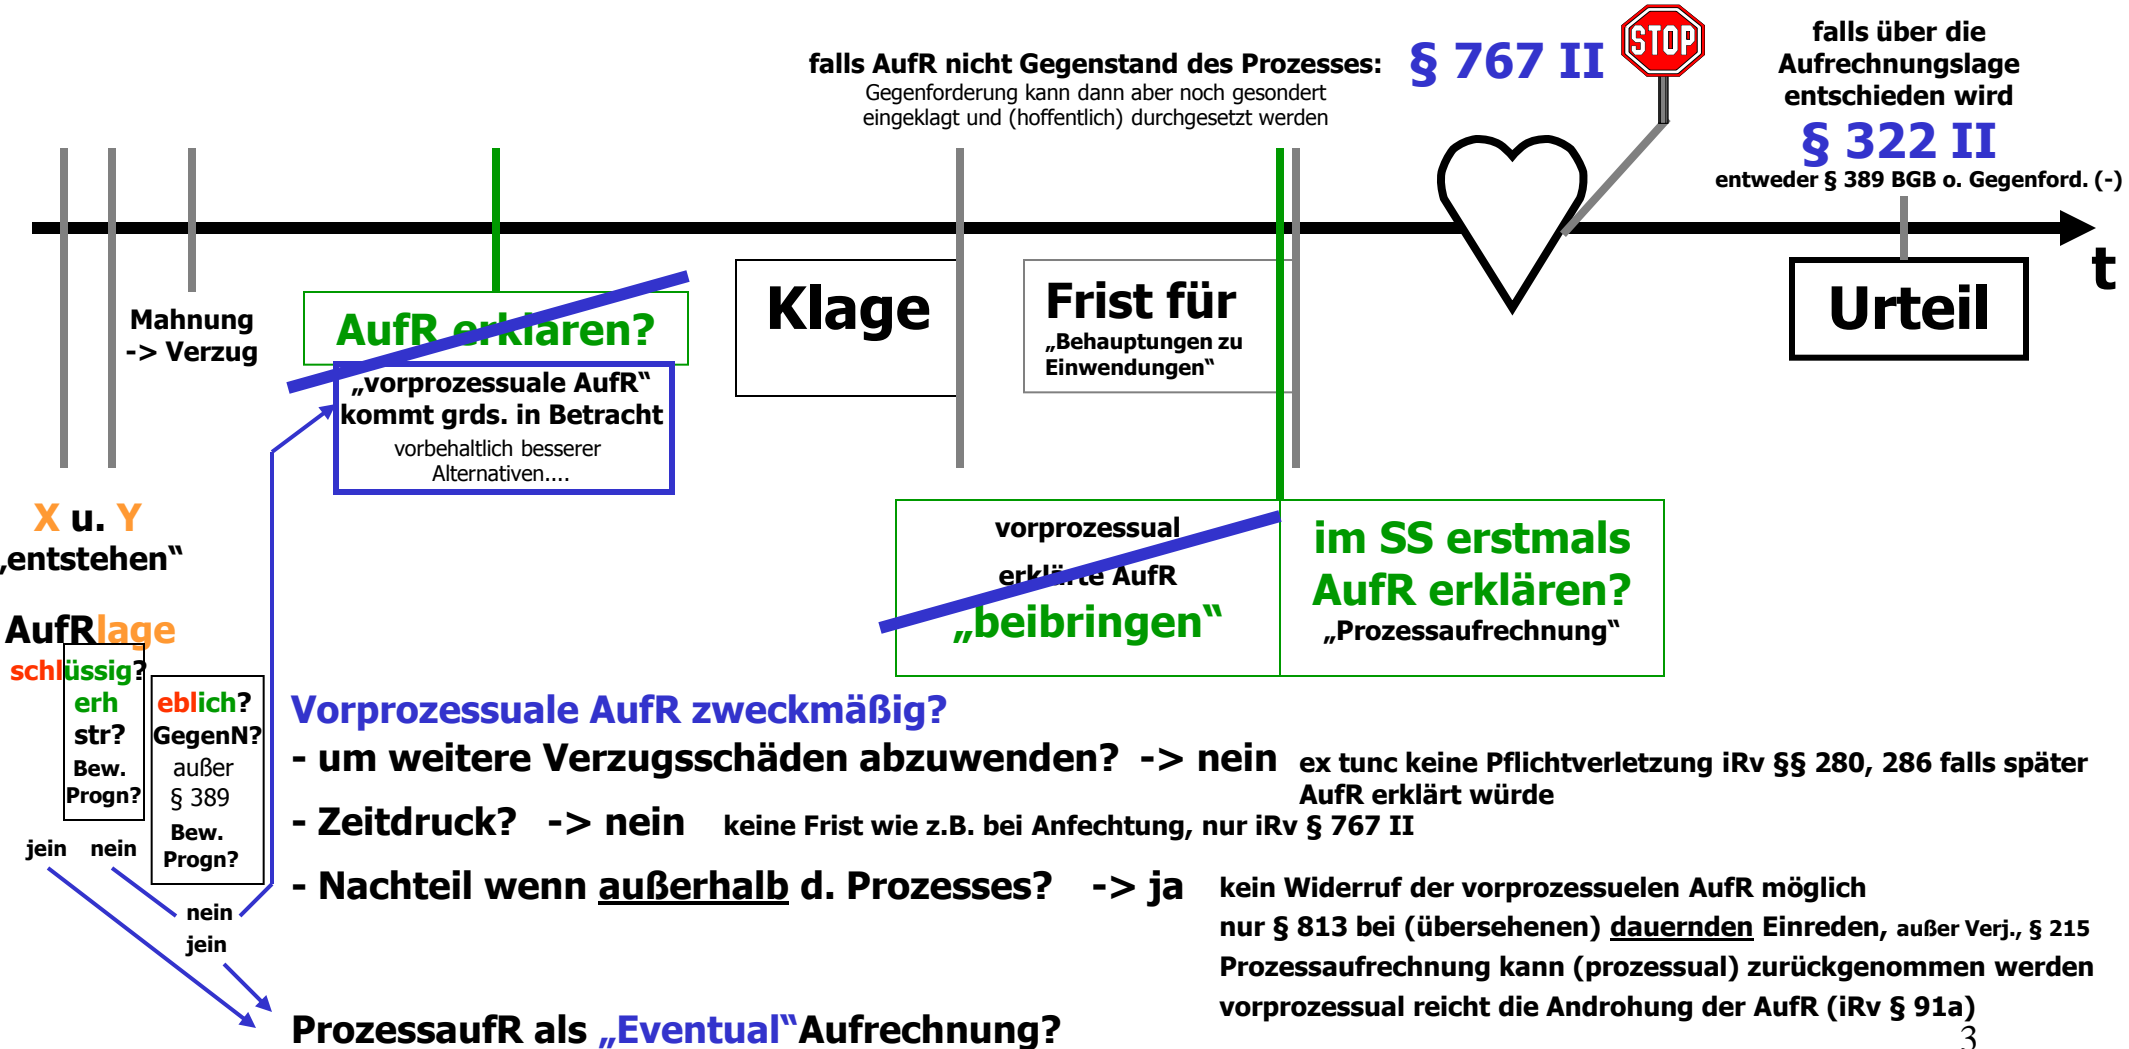 falls AufR nicht Gegenstand des Prozesses: § 767 II
Gegenforderung kann dann aber noch gesondert
eingeklagt und (hoffentlich) durchgesetzt werden
STOP
falls über die
Aufrechnungslage
entschieden wird
§ 322 II
entweder § 389 BGB o. Gegenford. (-)
t
Mahnung
-> Verzug
AufR erklären?
„vorprozessuale AufR“
kommt grds. in Betracht
vorbehaltlich besserer
Alternativen....
Klage
Frist für
„Behauptungen zu
Einwendungen“
Urteil
X u. Y
„entstehen“
AufRlage
schlüssig?
erh eblich?
str? GegenN?
Bew. außer
Progn? § 389
Bew.
Progn?
jein nein
nein
jein
vorprozessual
erklärte AufR
„beibringen“
im SS erstmals
AufR erklären?
„Prozessaufrechnung“
Vorprozessuale AufR zweckmäßig?
- um weitere Verzugsschäden abzuwenden? -> nein ex tunc keine Pflichtverletzung iRv §§ 280, 286 falls später
AufR erklärt würde
- Zeitdruck? -> nein keine Frist wie z.B. bei Anfechtung, nur iRv § 767 II
- Nachteil wenn außerhalb d. Prozesses? -> ja kein Widerruf der vorprozessuelen AufR möglich
nur § 813 bei (übersehenen) dauernden Einreden, außer Verj., § 215
Prozessaufrechnung kann (prozessual) zurückgenommen werden
vorprozessual reicht die Androhung der AufR (iRv § 91a)
ProzessaufR als „Eventual“Aufrechnung?
3